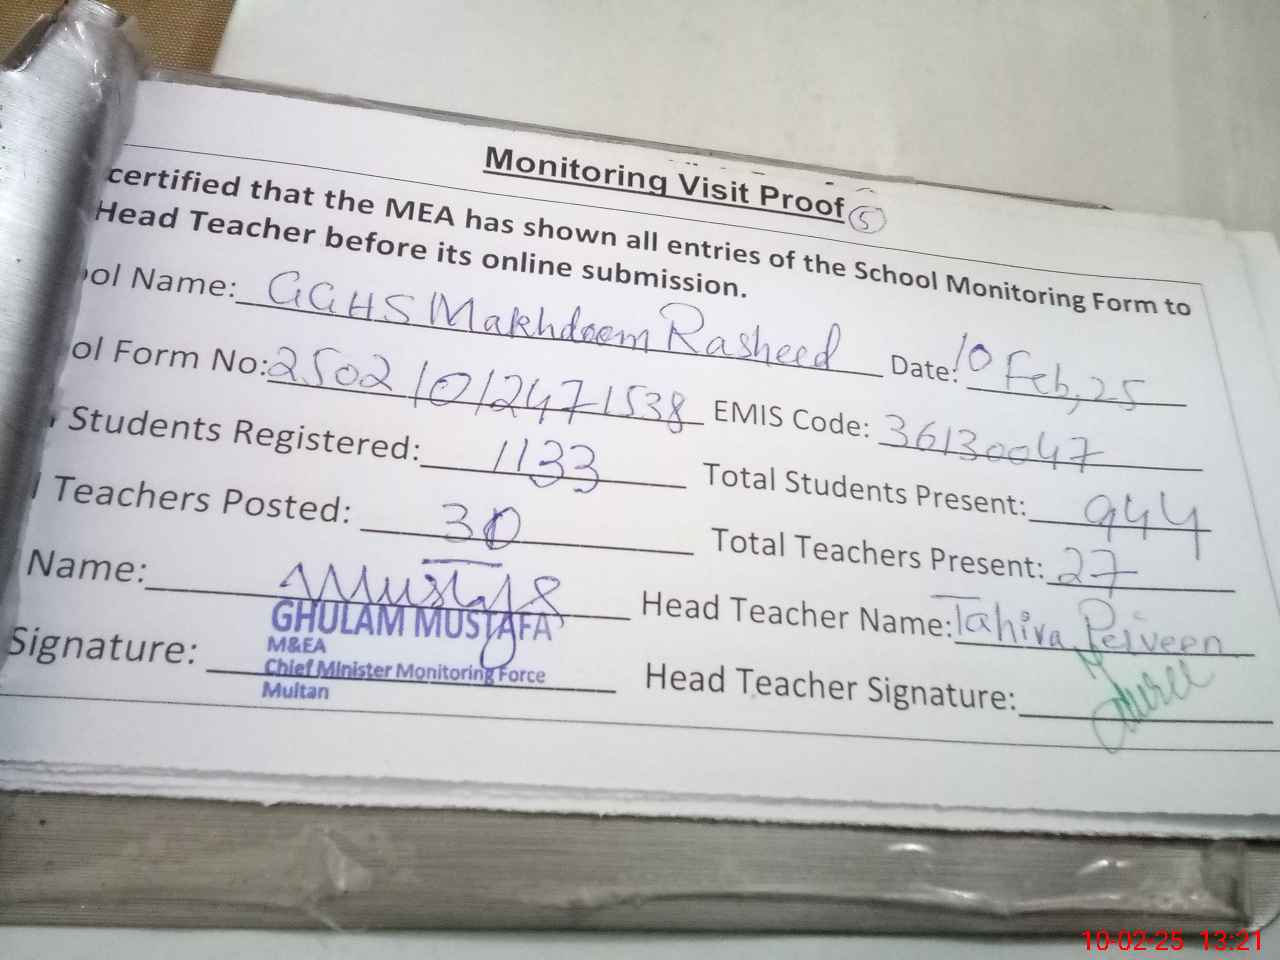 Monitoring Visit Proof 5
certified that the MEA has shown all entries of the School Monitoring Form to
Head Teacher before its online submission.
ol Name: GGHS Makhdoom Rasheed Date: 10 Feb, 25
ol Form No: 2502101247 1538 EMIS Code: 36130047
Students Registered: 1133 Total Students Present: 944
Teachers Posted: 30 Total Teachers Present: 27
Name: Head Teacher Name: Tahira Perveen
GHULAM MUSTAFA
M&EA
Chief Minister Monitoring Force
Multan
Signature: Head Teacher Signature:
10-02-25 13:21